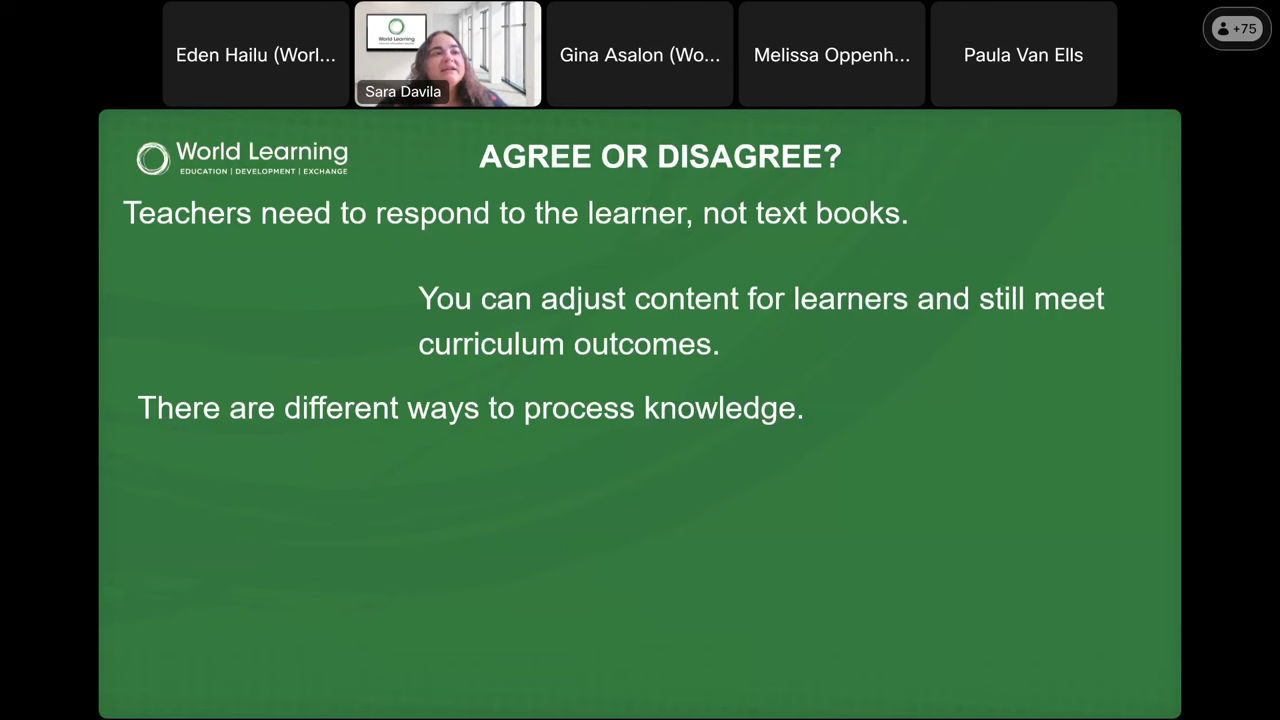 Eden Hailu (Worl...
Gina Asalon (Wo...
Melissa Oppenh...
Paula Van Ells
+75
World Learning
Sara Davila
World Learning
EDUCATION | DEVELOPMENT | EXCHANGE
AGREE OR DISAGREE?
Teachers need to respond to the learner, not text books.
You can adjust content for learners and still meet
curriculum outcomes.
There are different ways to process knowledge.